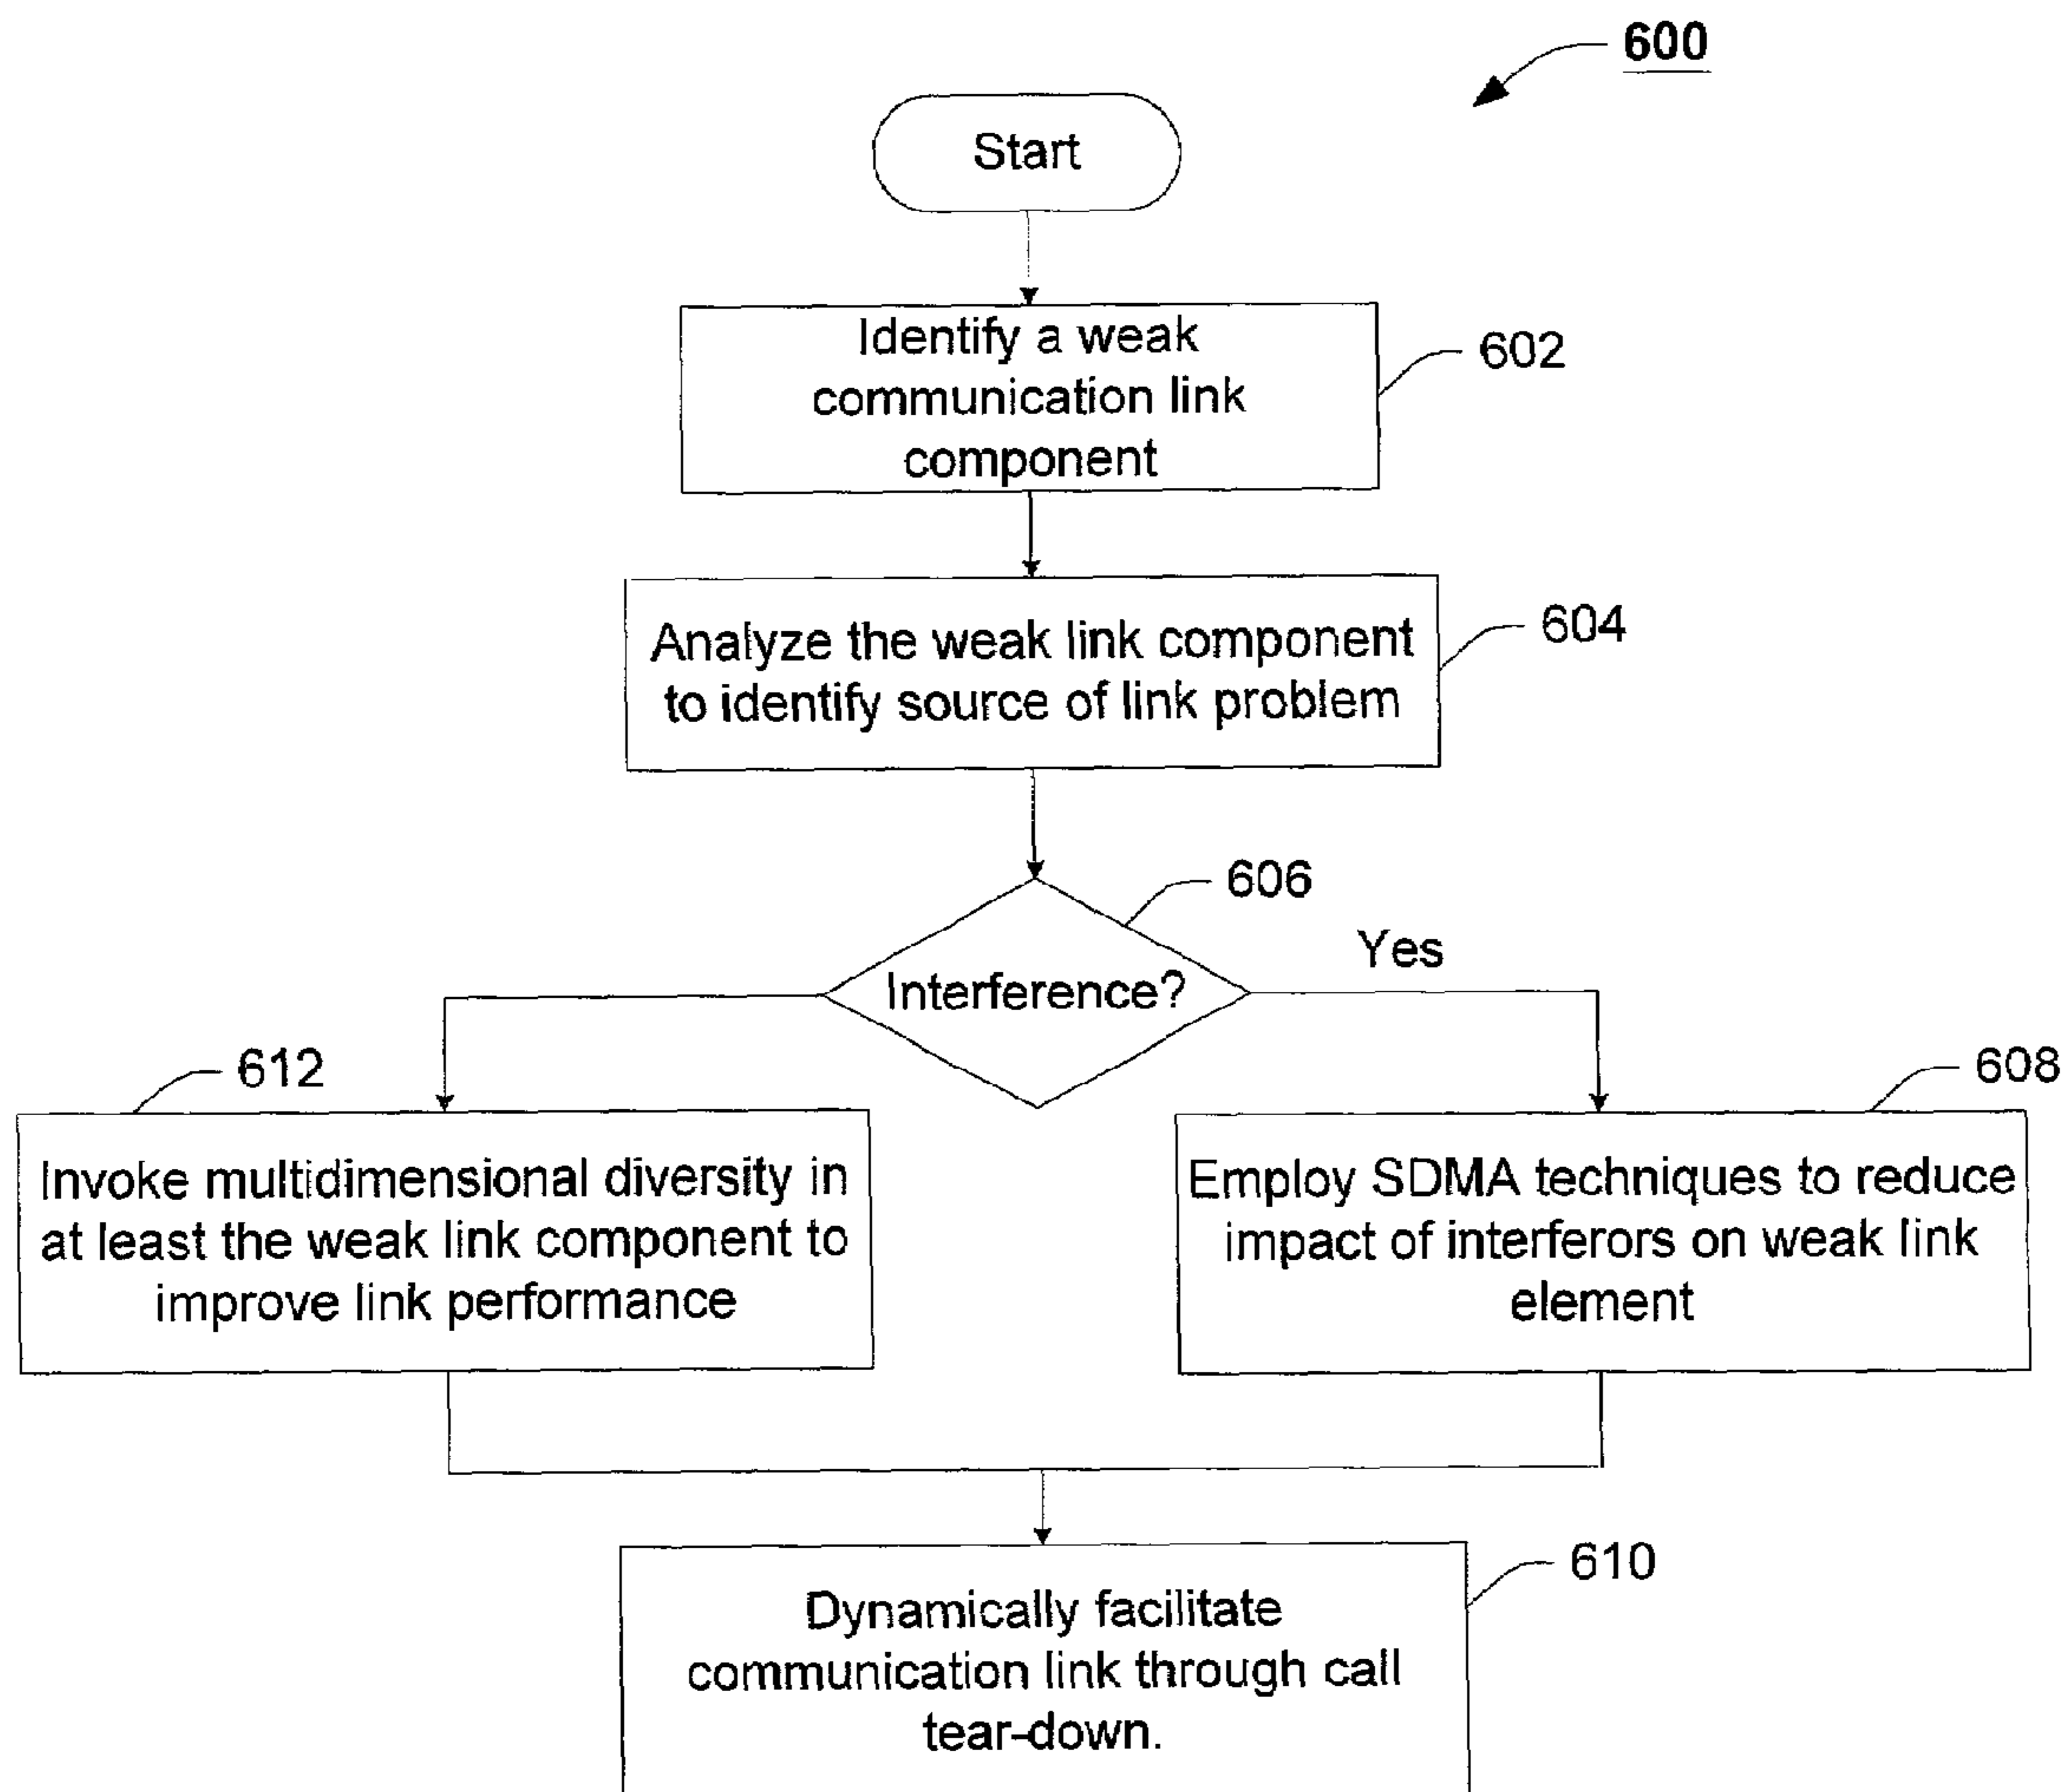 600
Start
Identify a weak
communication link
component
602
Analyze the weak link component
to identify source of link problem
604
606
Interference?
Yes
612
Invoke multidimensional diversity in
at least the weak link component to
improve link performance
608
Employ SDMA techniques to reduce
impact of interferors on weak link
element
610
Dynamically facilitate
communication link through call
tear-down.